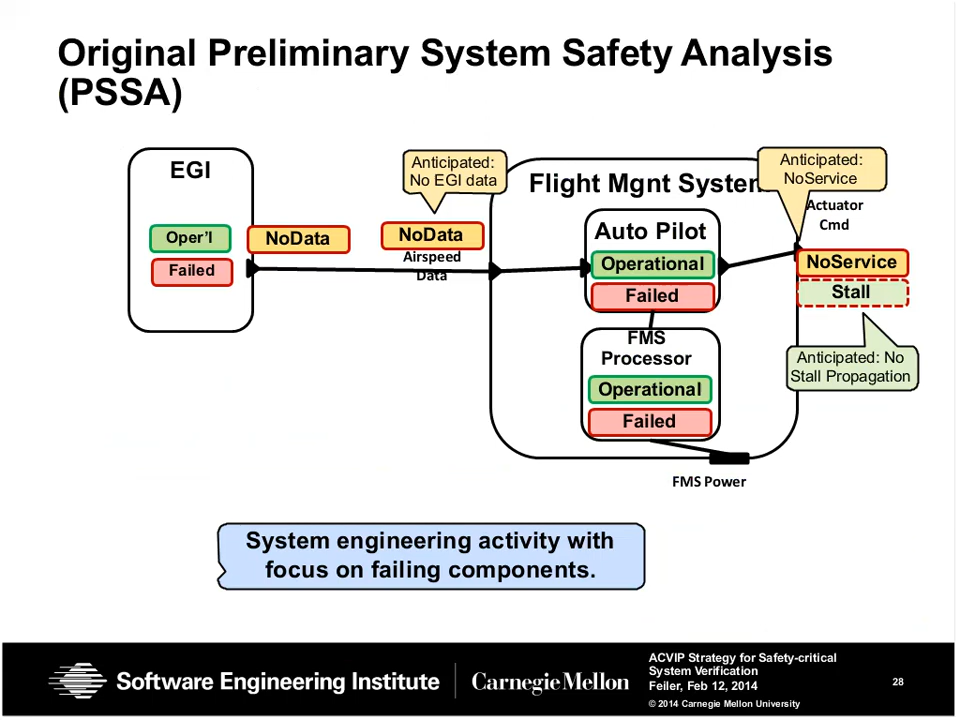 Original Preliminary System Safety Analysis
(PSSA)
EGI
Oper'l
Failed
NoData
Anticipated:
No EGI data
NoData
Airspeed
Data
Flight Mgnt System
Auto Pilot
Operational
Failed
FMS
Processor
Operational
Failed
FMS Power
Anticipated:
NoService
Actuator
Cmd
NoService
Stall
Anticipated: No
Stall Propagation
System engineering activity with
focus on failing components.
Software Engineering Institute
Carnegie Mellon
ACVIP Strategy for Safety-critical
System Verification
Feiler, Feb 12, 2014
© 2014 Carnegie Mellon University
28